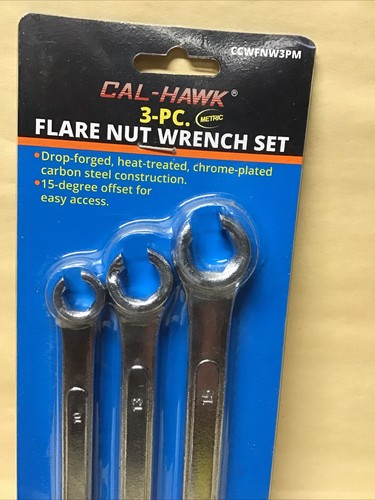 CCWFNW3PM
CAL-HAWK®
3-PC. METRIC
FLARE NUT WRENCH SET
•Drop-forged, heat-treated, chrome-plated
carbon steel construction.
•15-degree offset for
easy access.
10
13
15